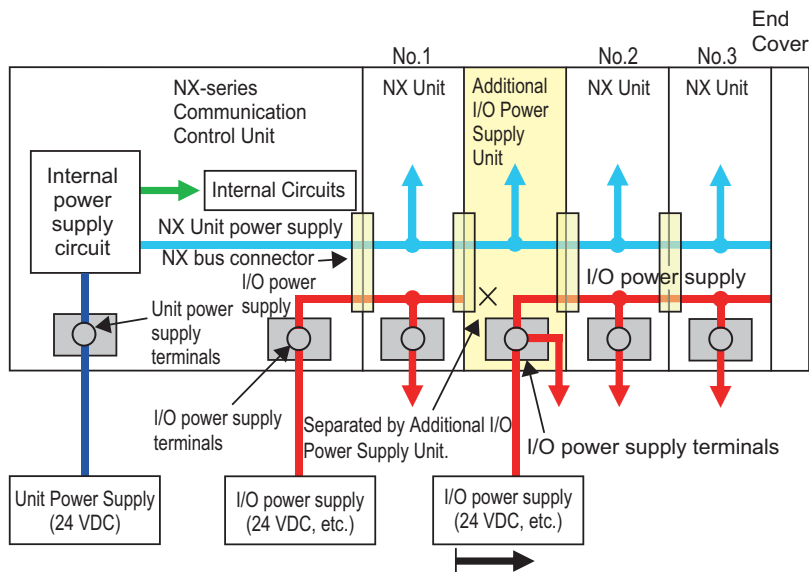 End
Cover
No.1
No.2
No.3
NX-series
Communication
Control Unit
NX Unit
Additional
I/O Power
Supply
Unit
NX Unit
NX Unit
Internal
power
supply
circuit
Internal Circuits
NX Unit power supply
NX bus connector
I/O power
supply
I/O power supply
Unit power
supply
terminals
I/O power supply
terminals
Separated by Additional I/O
Power Supply Unit.
I/O power supply terminals
Unit Power Supply
(24 VDC)
I/O power supply
(24 VDC, etc.)
I/O power supply
(24 VDC, etc.)